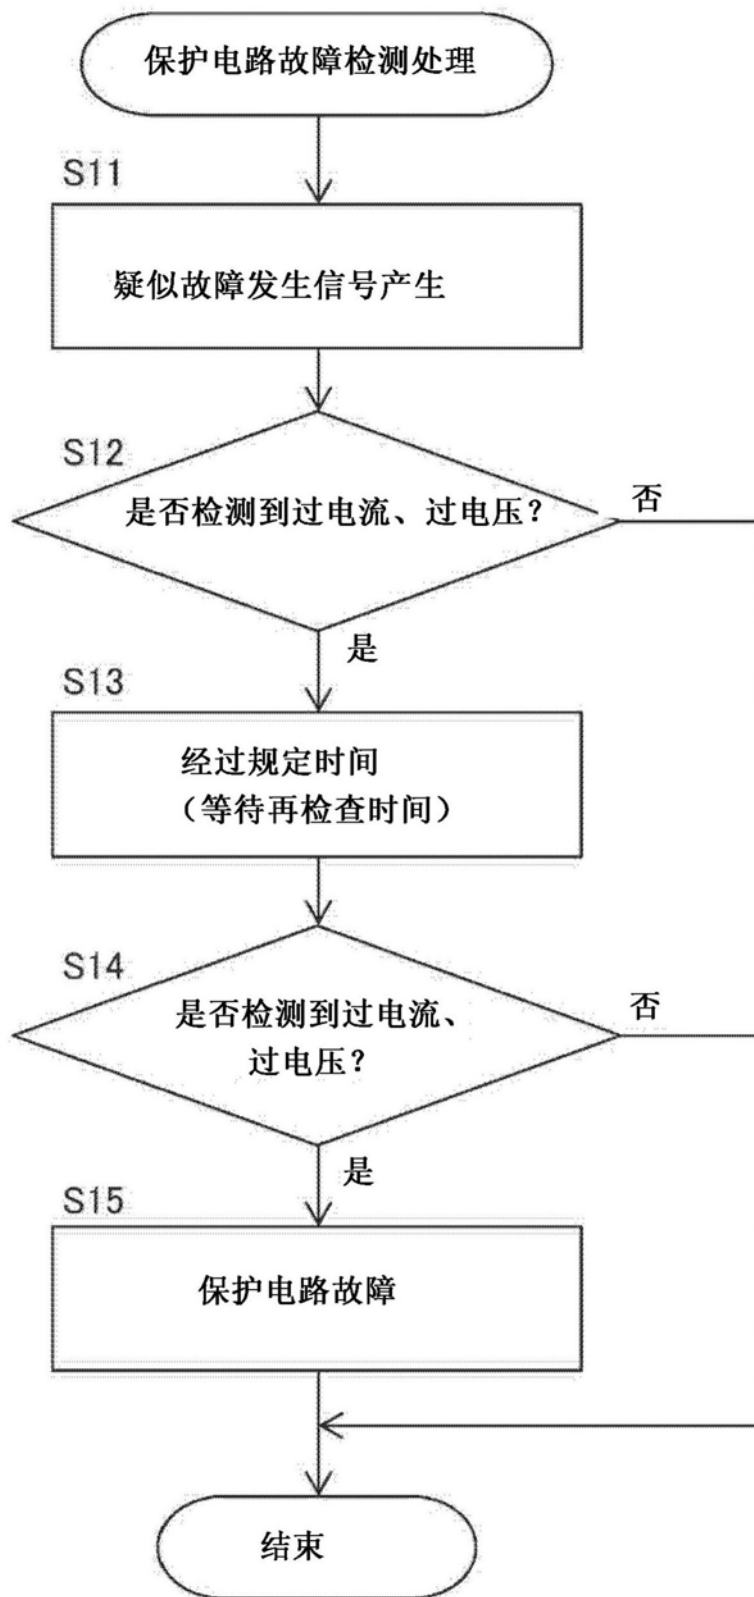 保护电路故障检测处理
S11
疑似故障发生信号产生
S12
是否检测到过电流、过电压？
否
是
S13
经过规定时间
（等待再检查时间）
S14
是否检测到过电流、
过电压？
否
是
S15
保护电路故障
结束